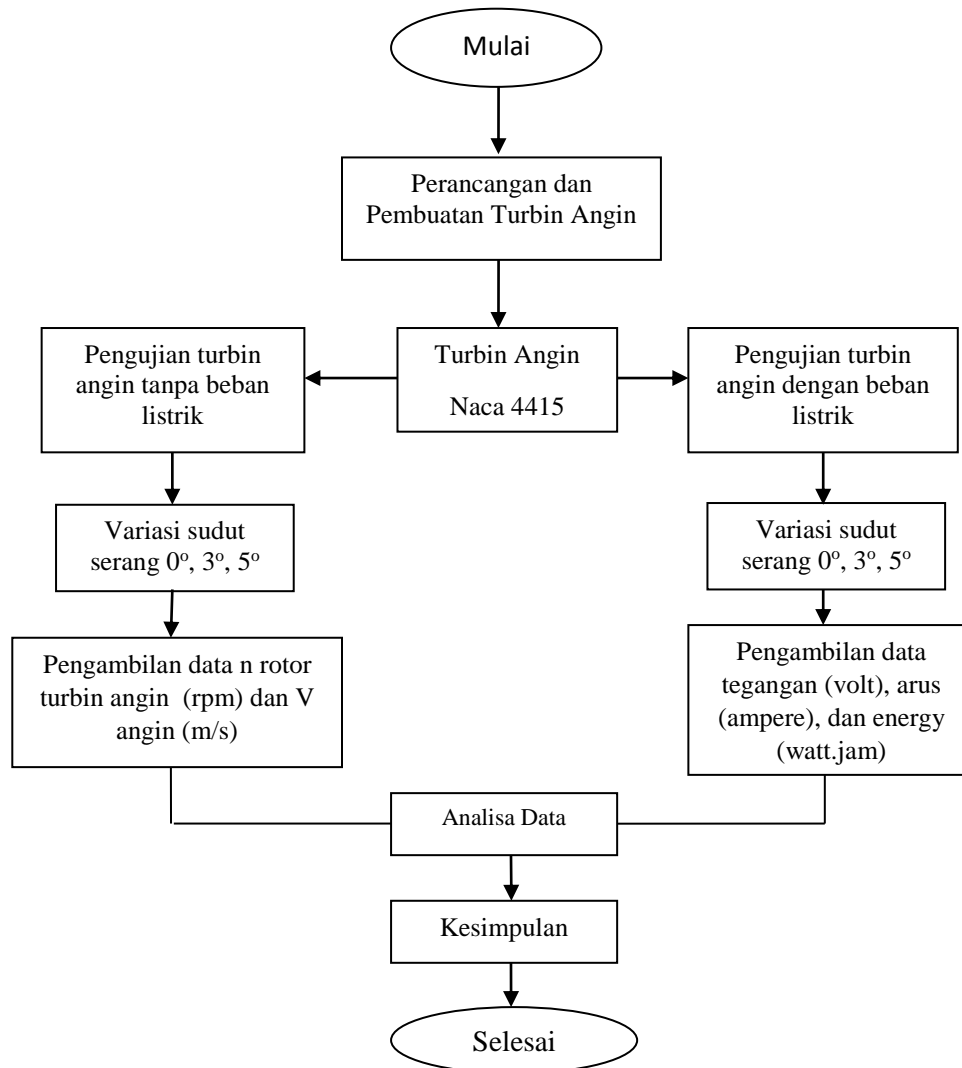 Mulai
Perancangan dan
Pembuatan Turbin Angin
Pengujian turbin
angin tanpa beban
listrik
Turbin Angin
Naca 4415
Pengujian turbin
angin dengan beban
listrik
Variasi sudut
serang 0º, 3º, 5º
Variasi sudut
serang 0º, 3º, 5º
Pengambilan data n rotor
turbin angin (rpm) dan V
angin (m/s)
Pengambilan data
tegangan (volt), arus
(ampere), dan energy
(watt.jam)
Analisa Data
Kesimpulan
Selesai